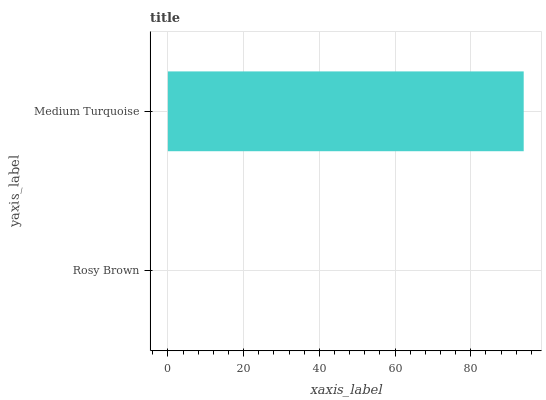 title
Medium Turquoise
Rosy Brown
yaxis_label
0 20 40 60 80
xaxis_label